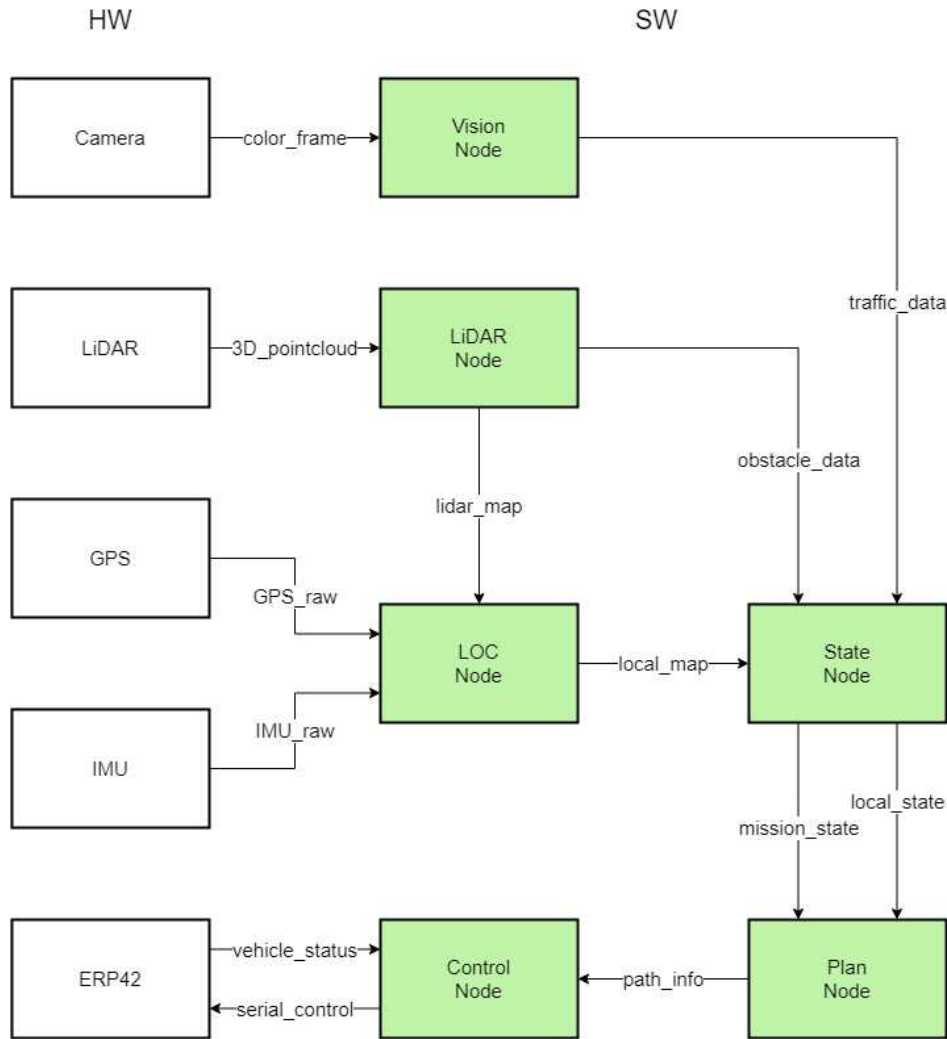 HW
SW
Camera
color_frame
Vision
Node
traffic_data
LiDAR
3D_pointcloud
LiDAR
Node
obstacle_data
lidar_map
GPS
GPS_raw
LOC
Node
local_map
State
Node
IMU_raw
IMU
local_state
mission_state
ERP42
vehicle_status
serial_control
Control
Node
path_info
Plan
Node